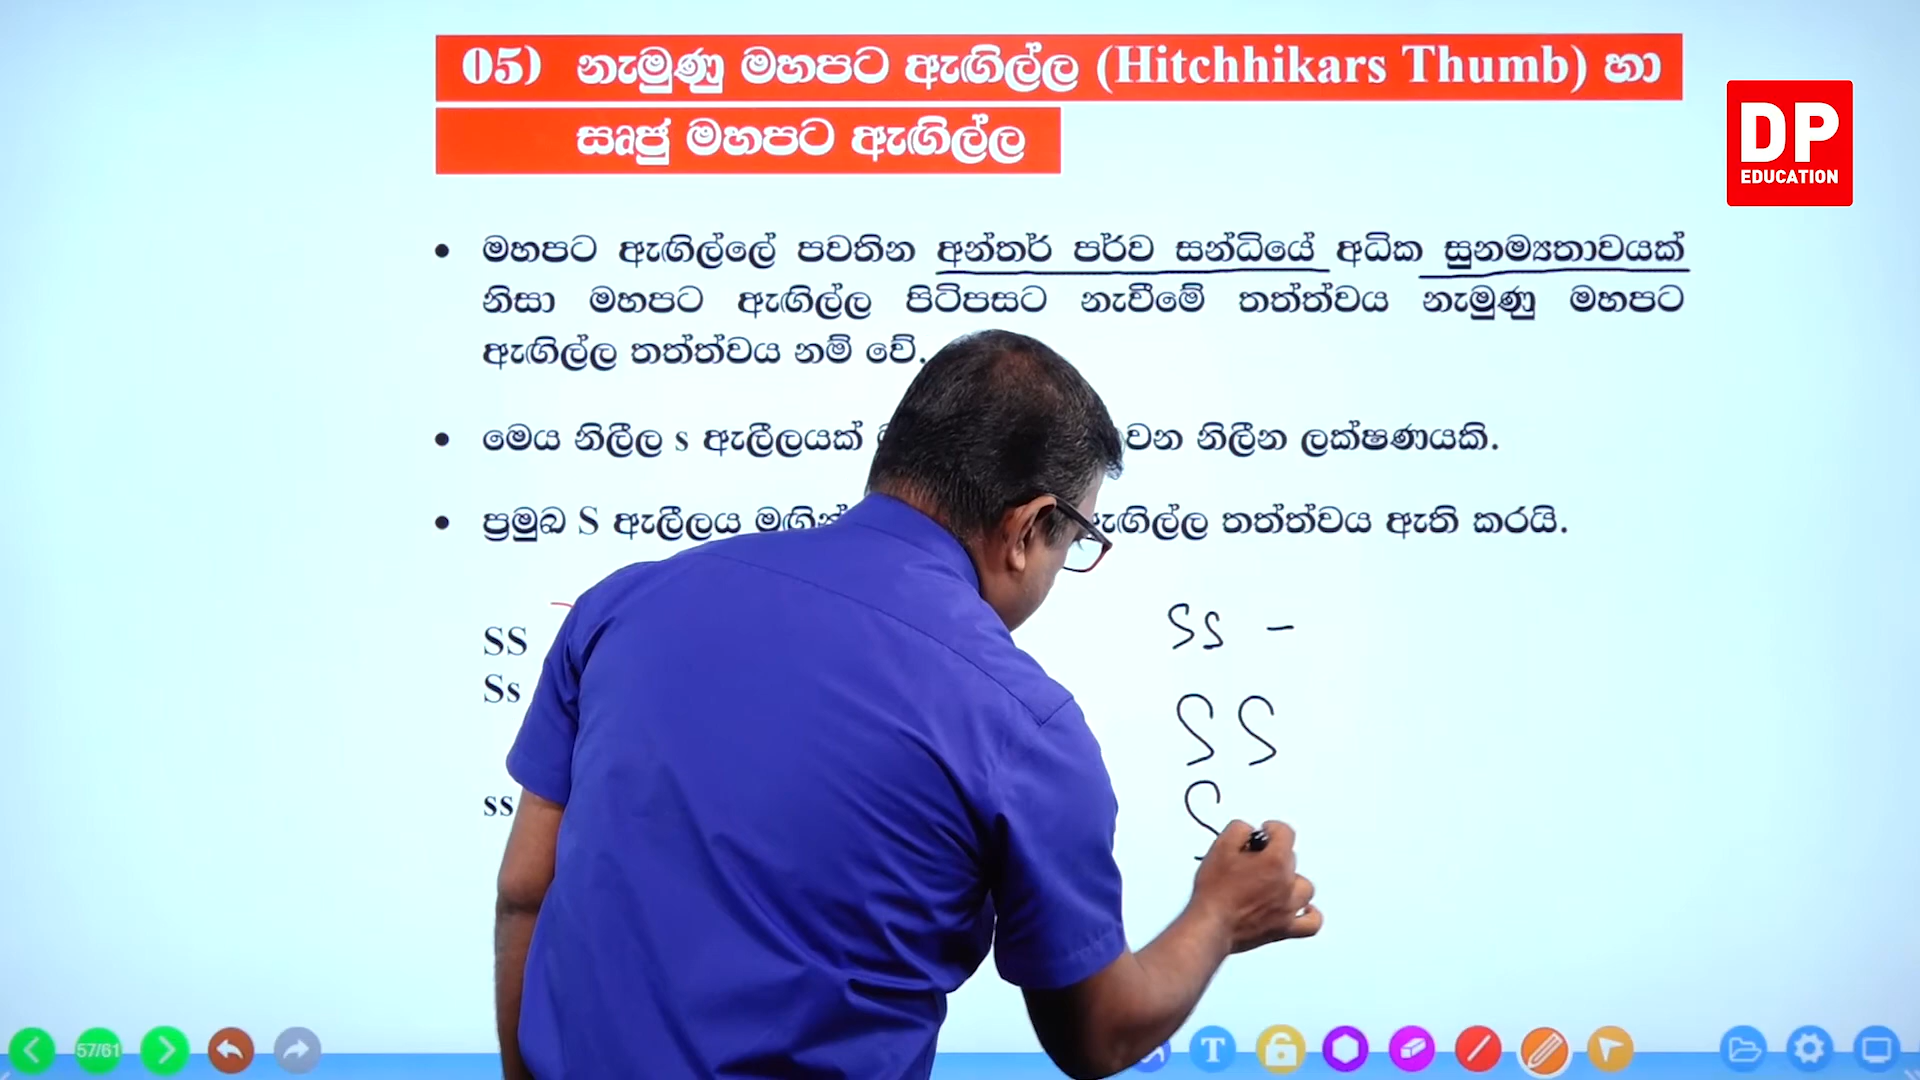 05) නැමුණු මහපට ඇඟිල්ල (Hitchhikars Thumb) හා
සෘජු මහපට ඇඟිල්ල
DP
EDUCATION
• මහපට ඇඟිල්ලේ පවතින අන්තර් පර්ව සන්ධියේ අධික සුනම්‍යතාවයක්
නිසා මහපට ඇඟිල්ල පිටිපසට නැවීමේ තත්ත්වය නැමුණු මහපට
ඇඟිල්ල තත්ත්වය නම් වේ.
• මෙය නිලීල s ඇලීලයක් වන නිලීන ලක්ෂණයකි.
• ප්‍රමුඛ S ඇලීලය මඟින් ඇඟිල්ල තත්ත්වය ඇති කරයි.
SS
Ss
ss
Ss -
SS
S
57/61
T